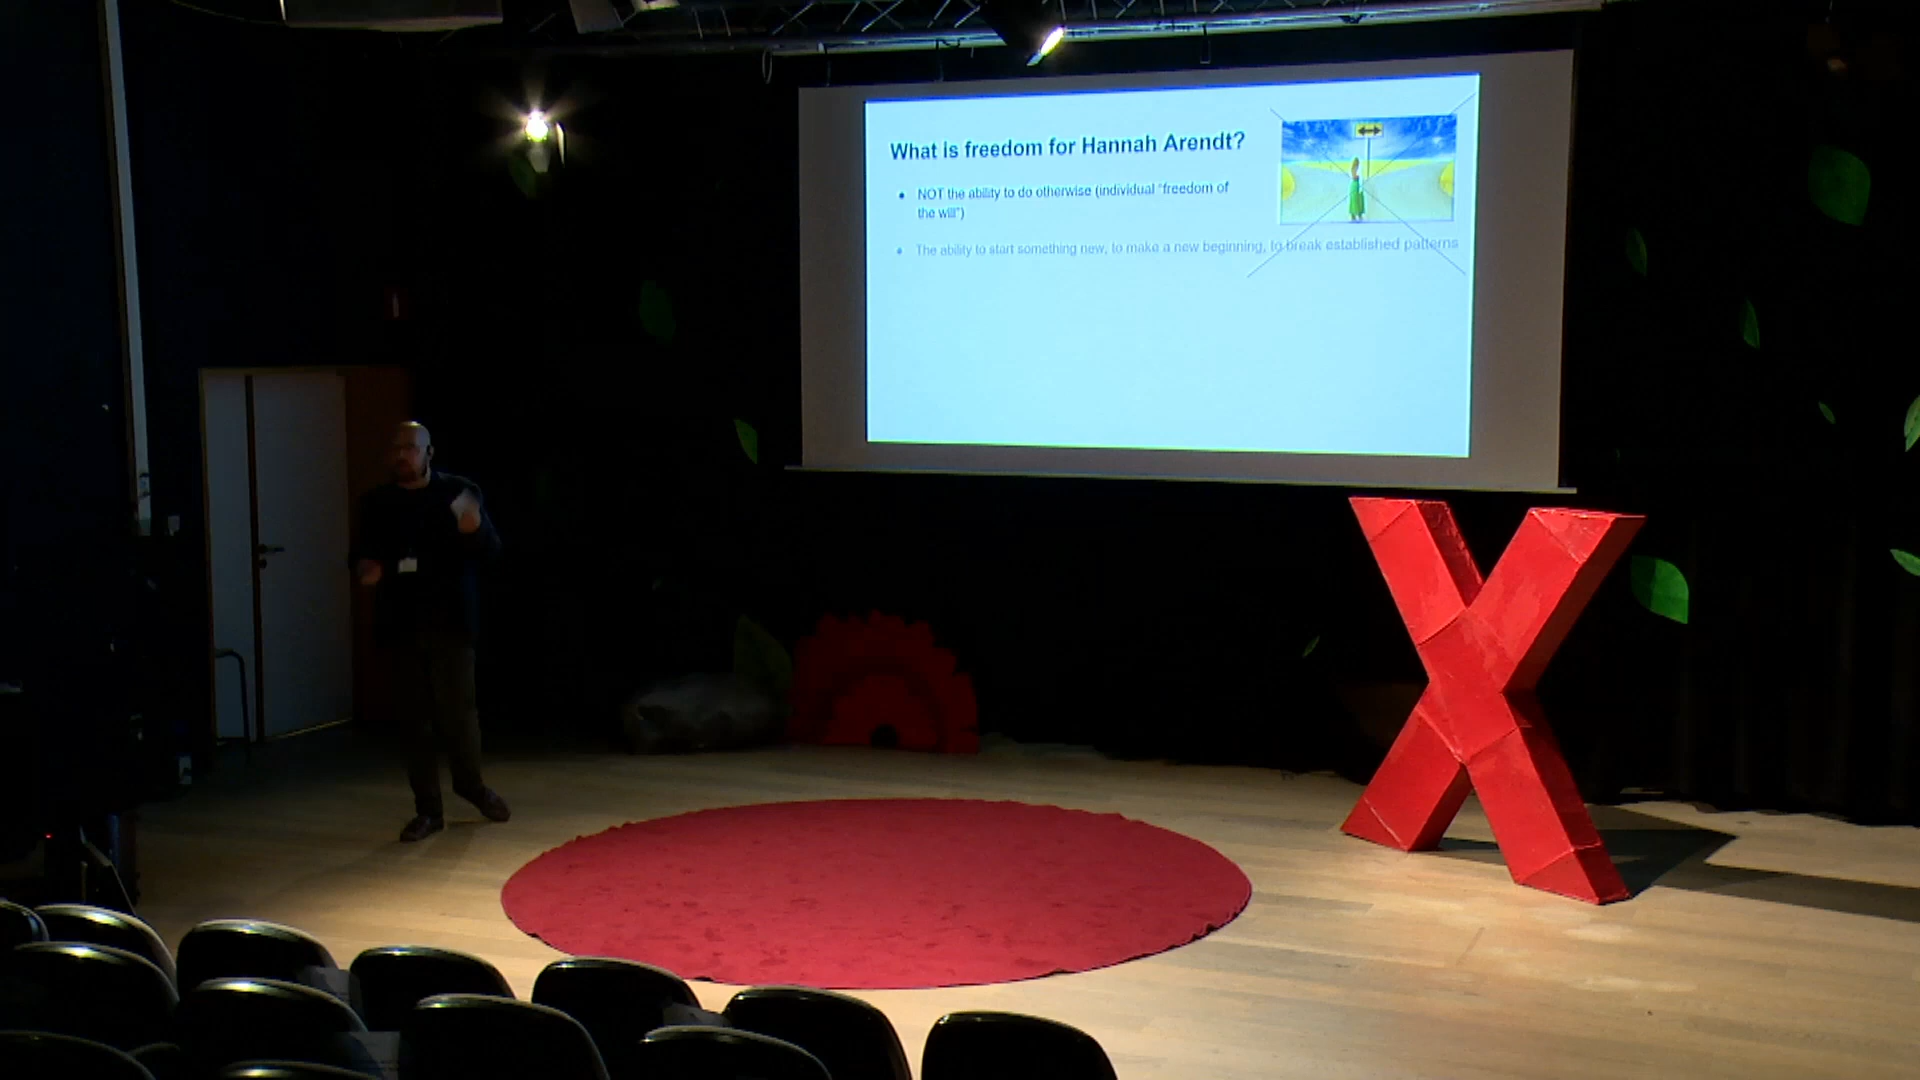 What is freedom for Hannah Arendt?
NOT the ability to do otherwise (individual "freedom of
the will")
The ability to start something new, to make a new beginning, to break established patterns
X